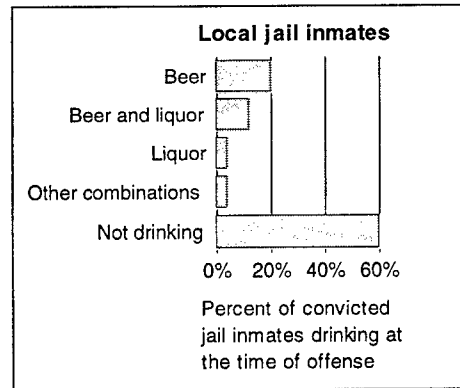 Local jail inmates
Beer
Beer and liquor
Liquor
Other combinations
Not drinking
0% 20% 40% 60%
Percent of convicted
jail inmates drinking at
the time of offense